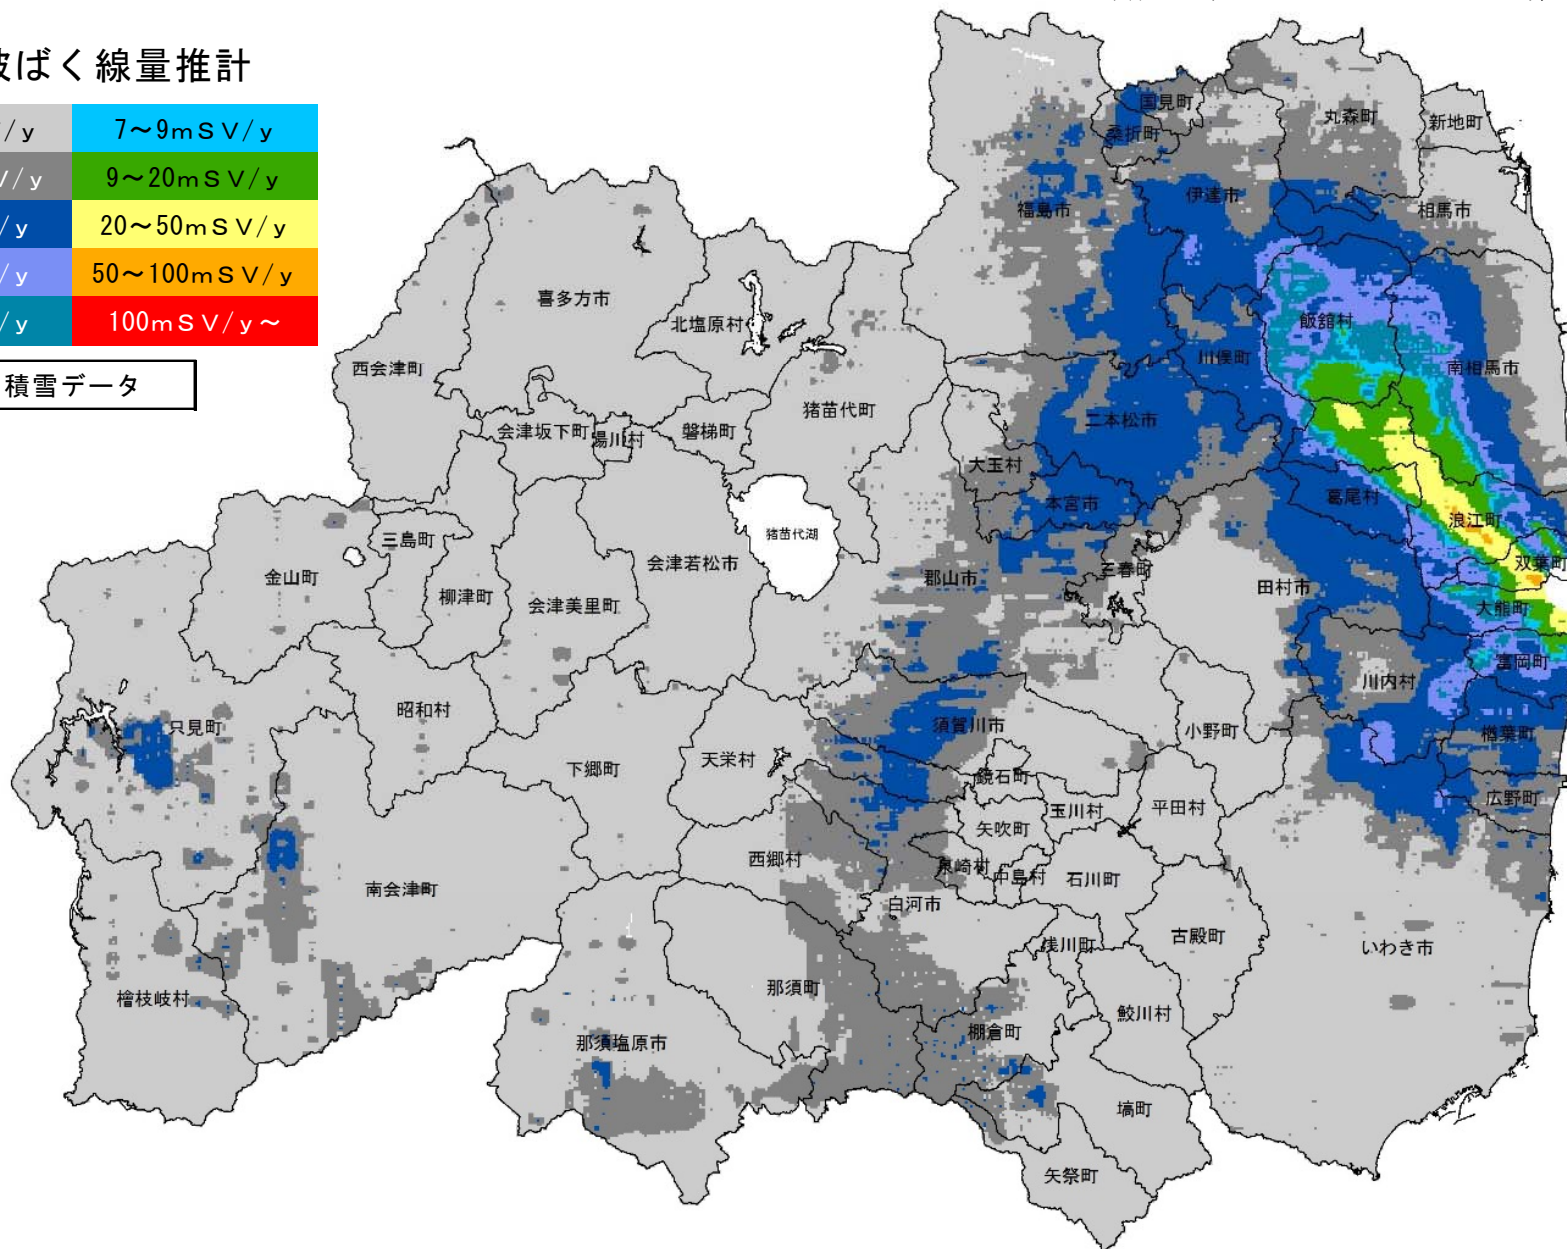 ばく線量推計
/y 7～9mSV/y
V/y 9～20mSV/y
/y 20～50mSV/y
/y 50～100mSV/y
/y 100mSV/y～
積雪データ
国見町
桑折町
丸森町
新地町
伊達市
福島市
相馬市
喜多方市
北塩原村
飯舘村
川俣町
南相馬市
西会津町
猪苗代町
二本松市
会津坂下町
湯川村
磐梯町
大玉村
本宮市
葛尾村
浪江町
猪苗代湖
三島町
会津若松市
双葉町
金山町
郡山市
三春町
田村市
柳津町
会津美里町
大熊町
富岡町
川内村
昭和村
只見町
須賀川市
小野町
楢葉町
天栄村
下郷町
鏡石町
広野町
玉川村
平田村
矢吹町
西郷村
泉崎村
中島村
石川町
南会津町
白河市
浅川町
古殿町
いわき市
那須町
檜枝岐村
鮫川村
棚倉町
那須塩原市
塙町
矢祭町